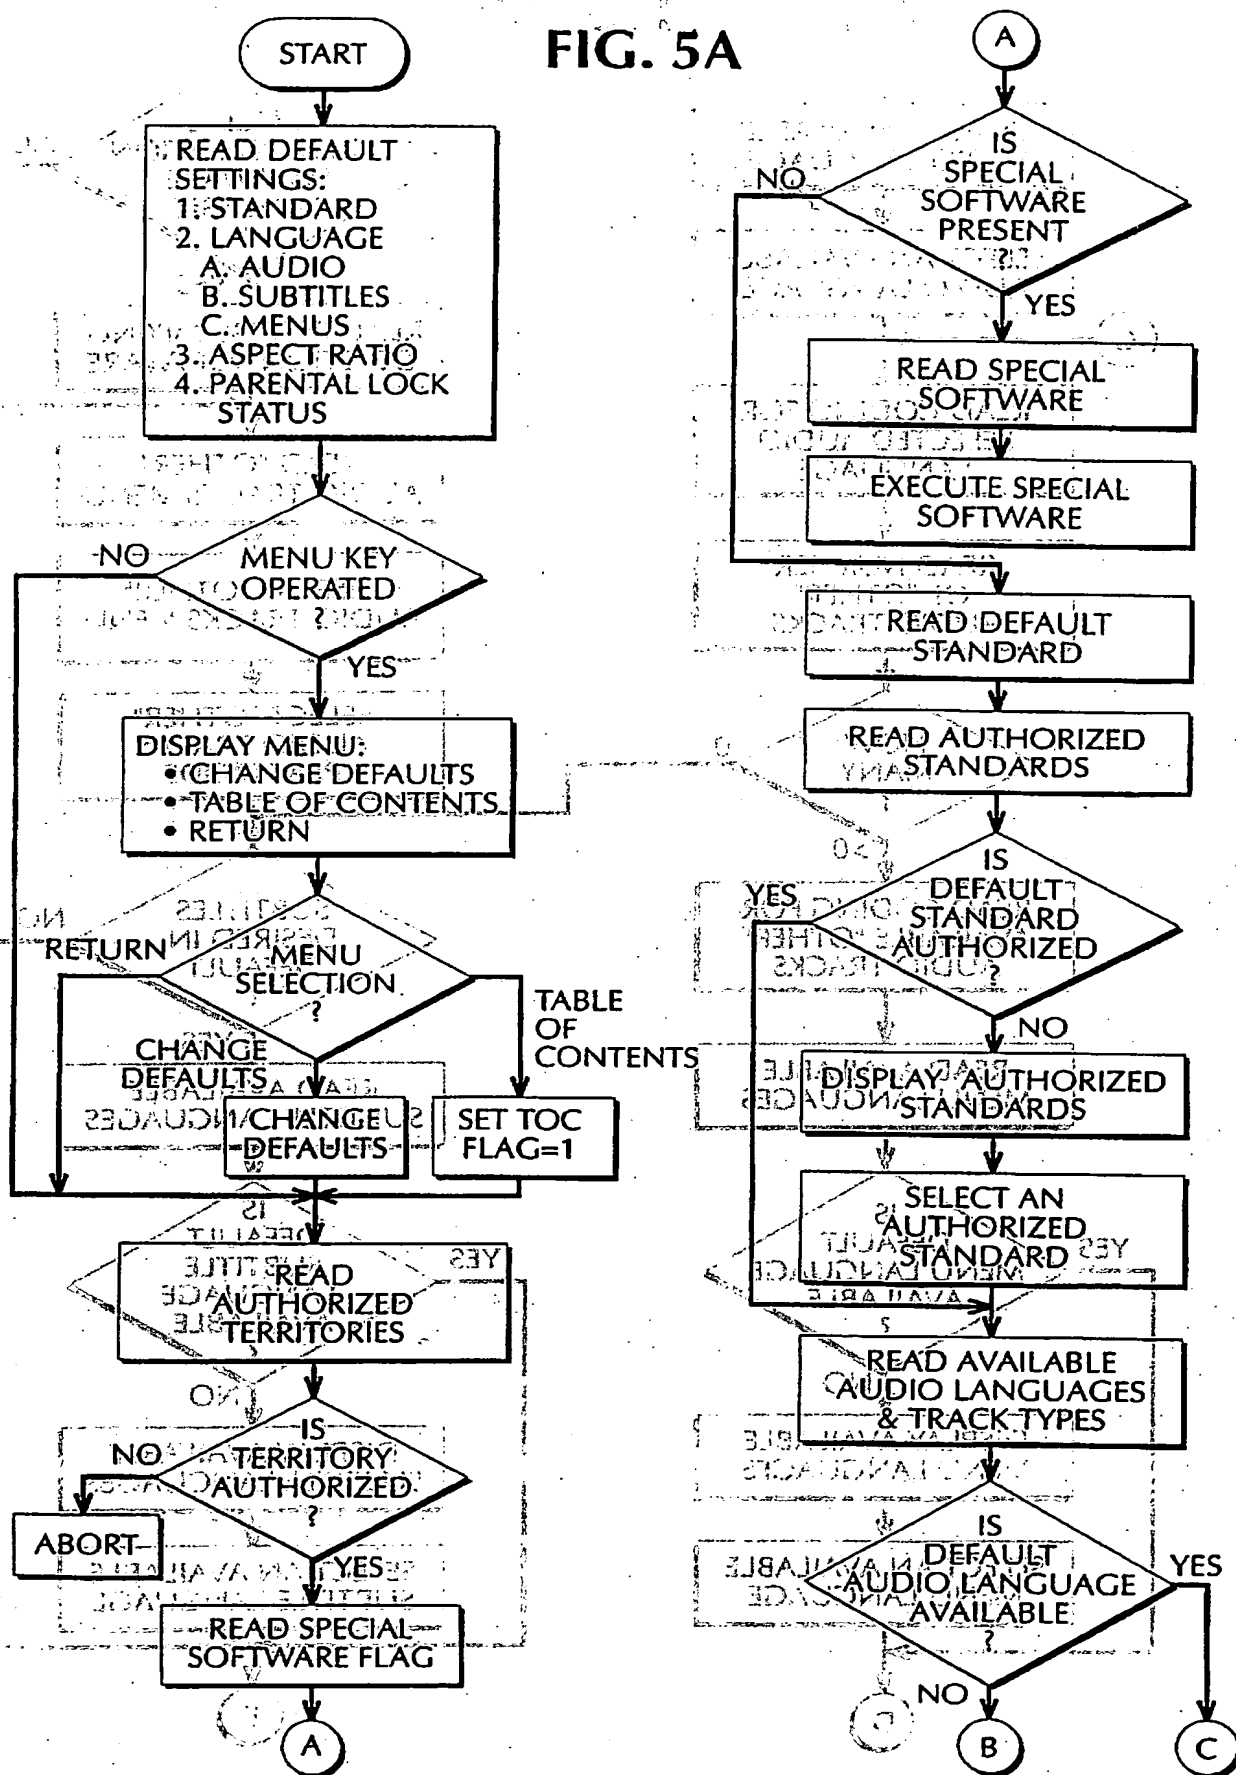 FIG. 5A
START
READ DEFAULT
SETTINGS:
1. STANDARD
2. LANGUAGE
A. AUDIO
B. SUBTITLES
C. MENUS
3. ASPECT RATIO
4. PARENTAL LOCK
STATUS
MENU KEY
OPERATED
?
NO
YES
DISPLAY MENU:
• CHANGE DEFAULTS
• TABLE OF CONTENTS
• RETURN
MENU
SELECTION
?
RETURN
CHANGE
DEFAULTS
TABLE
OF
CONTENTS
CHANGE
DEFAULTS
SET TOC
FLAG=1
READ
AUTHORIZED
TERRITORIES
IS
TERRITORY
AUTHORIZED
?
NO
ABORT
YES
READ SPECIAL
SOFTWARE FLAG
A
A
IS
SPECIAL
SOFTWARE
PRESENT
?
NO
YES
READ SPECIAL
SOFTWARE
EXECUTE SPECIAL
SOFTWARE
READ DEFAULT
STANDARD
READ AUTHORIZED
STANDARDS
IS
DEFAULT
STANDARD
AUTHORIZED
?
YES
NO
DISPLAY AUTHORIZED
STANDARDS
SELECT AN
AUTHORIZED
STANDARD
READ AVAILABLE
AUDIO LANGUAGES
& TRACK TYPES
IS
DEFAULT
AUDIO LANGUAGE
AVAILABLE
?
YES
NO
B
C